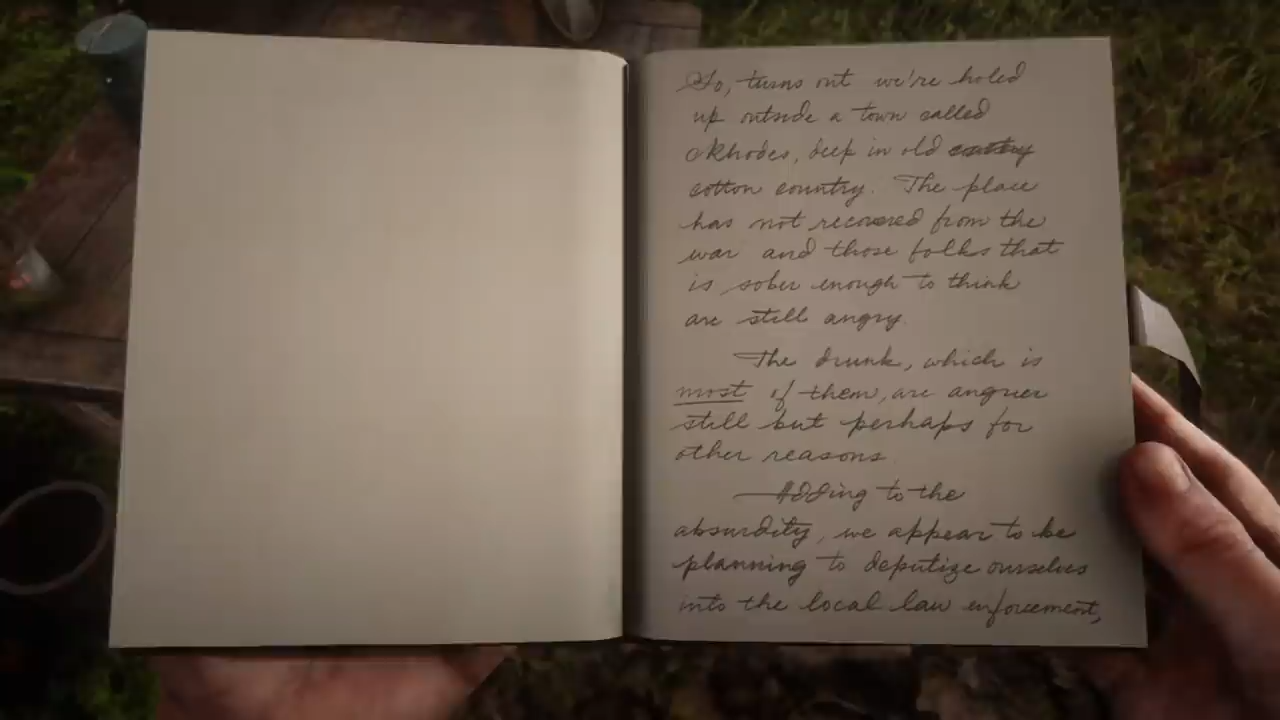 So, turns out we're holed
up outside a town called
Rhodes, deep in old
cotton country. The place
has not recovered from the
war and those folks that
is sober enough to think
are still angry.
The drunk, which is
most of them, are angrier
still but perhaps for
other reasons.
Adding to the
absurdity, we appear to be
planning to deputize ourselves
into the local law enforcement,